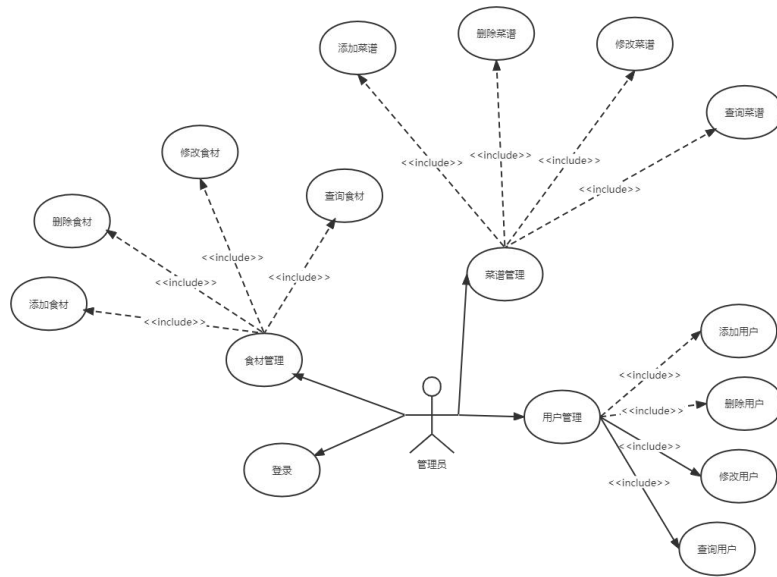 添加菜谱
删除菜谱
修改菜谱
查询菜谱
<<include>>
<<include>>
<<include>>
<<include>>
菜谱管理
修改食材
查询食材
删除食材
添加食材
<<include>>
<<include>>
<<include>>
<<include>>
食材管理
登录
管理员
用户管理
添加用户
<<include>>
删除用户
<<include>>
<<include>>
修改用户
<<include>>
查询用户